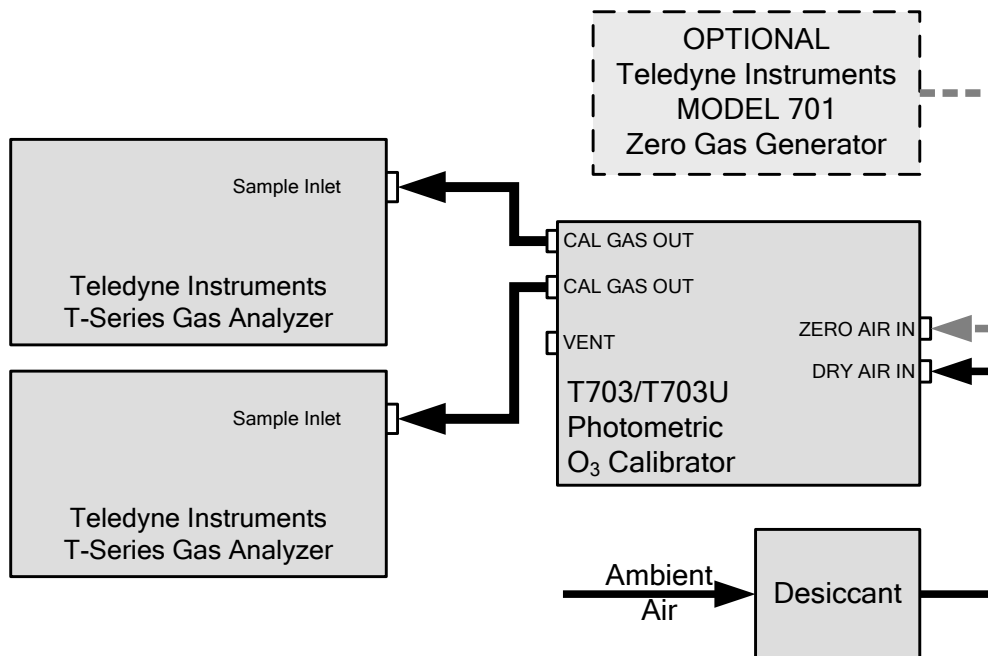 OPTIONAL
Teledyne Instruments
MODEL 701
Zero Gas Generator
Sample Inlet
Teledyne Instruments
T-Series Gas Analyzer
CAL GAS OUT
CAL GAS OUT
VENT
ZERO AIR IN
DRY AIR IN
T703/T703U
Photometric
O₃ Calibrator
Sample Inlet
Teledyne Instruments
T-Series Gas Analyzer
Ambient
Air
Desiccant